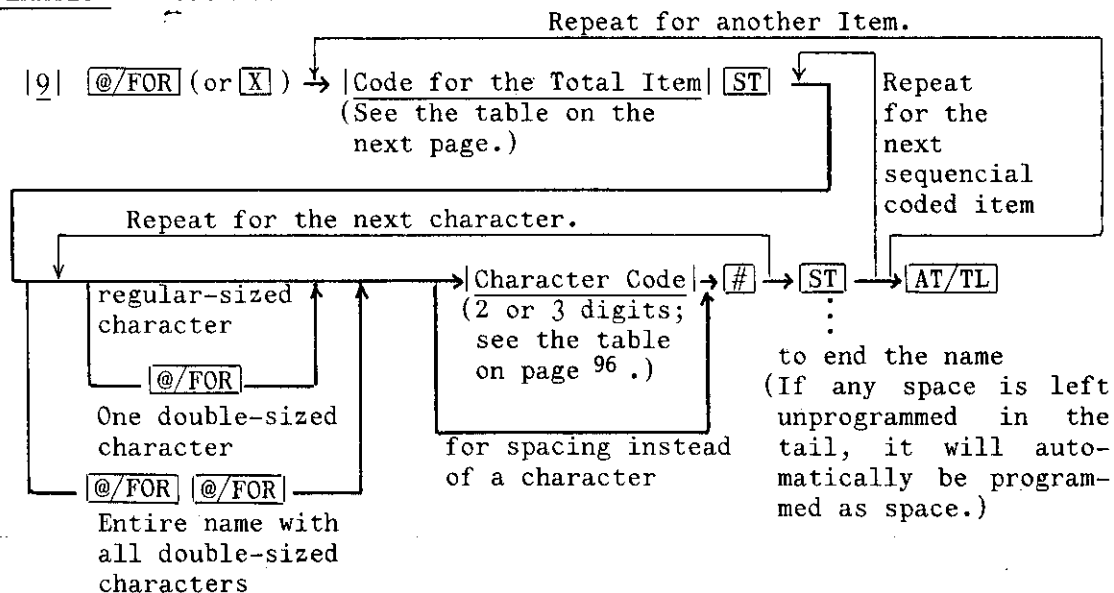 Repeat for another Item.
|9| @/FOR (or X) → |Code for the Total Item| ST
(See the table on the
next page.)
Repeat
for the
next
sequencial
coded item
Repeat for the next character.
|Character Code| → # → ST → AT/TL
(2 or 3 digits;
see the table
on page 96 .)
regular-sized
character
@/FOR
One double-sized
character
@/FOR @/FOR
Entire name with
all double-sized
characters
for spacing instead
of a character
to end the name
(If any space is left
unprogrammed in the
tail, it will auto-
matically be program-
med as space.)